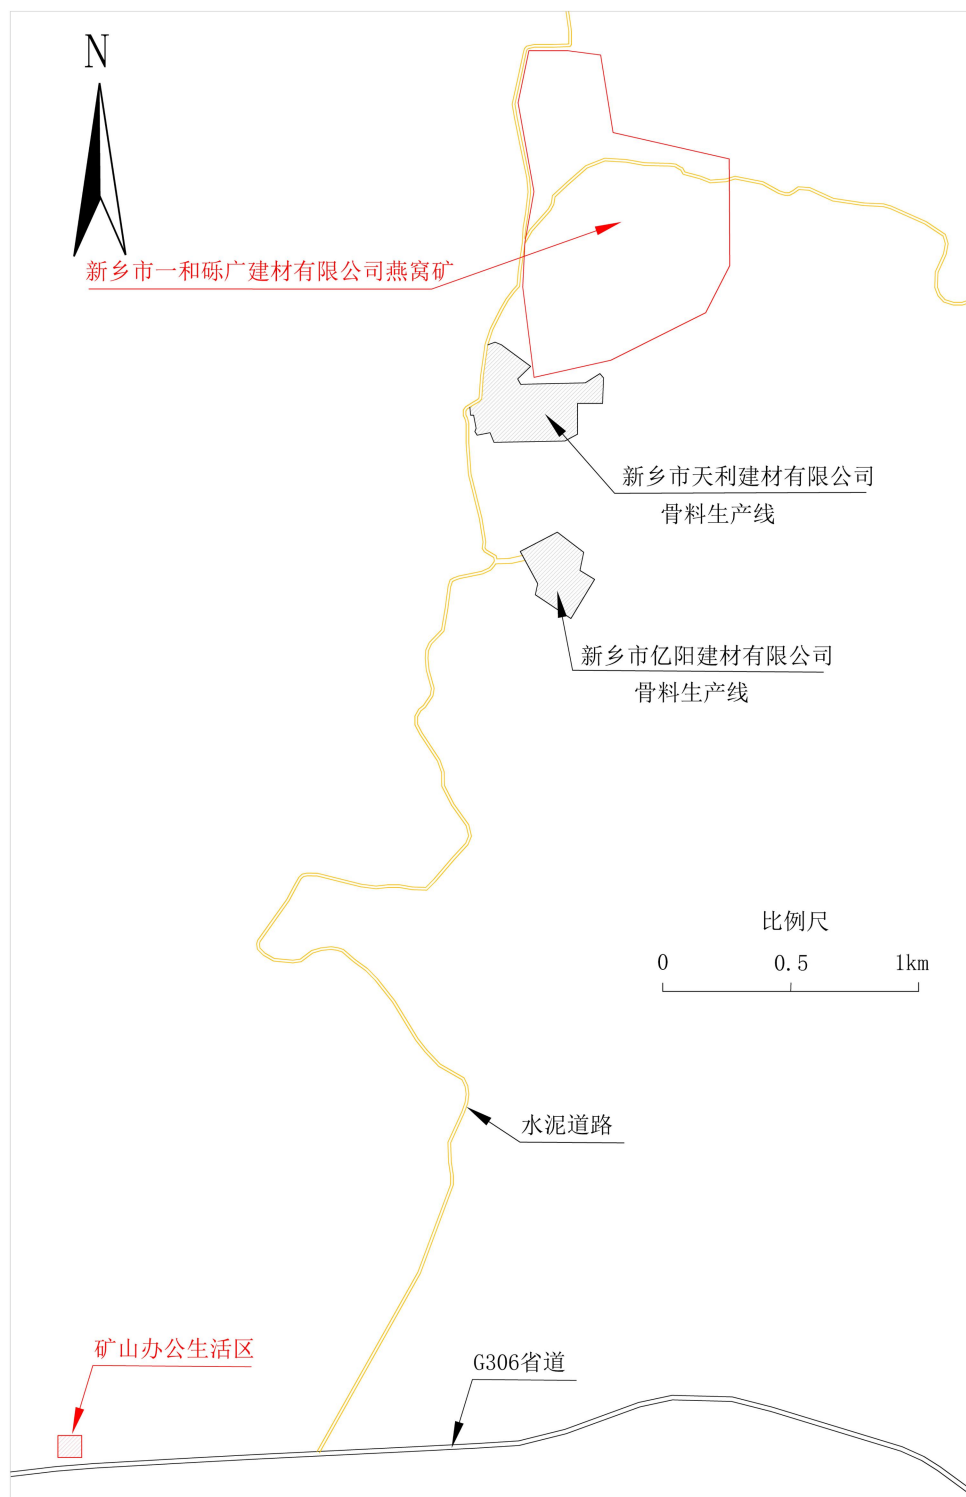 N
新乡市一和砾广建材有限公司燕窝矿
新乡市天利建材有限公司
骨料生产线
新乡市亿阳建材有限公司
骨料生产线
比例尺
0 0.5 1km
水泥道路
矿山办公生活区
G306省道